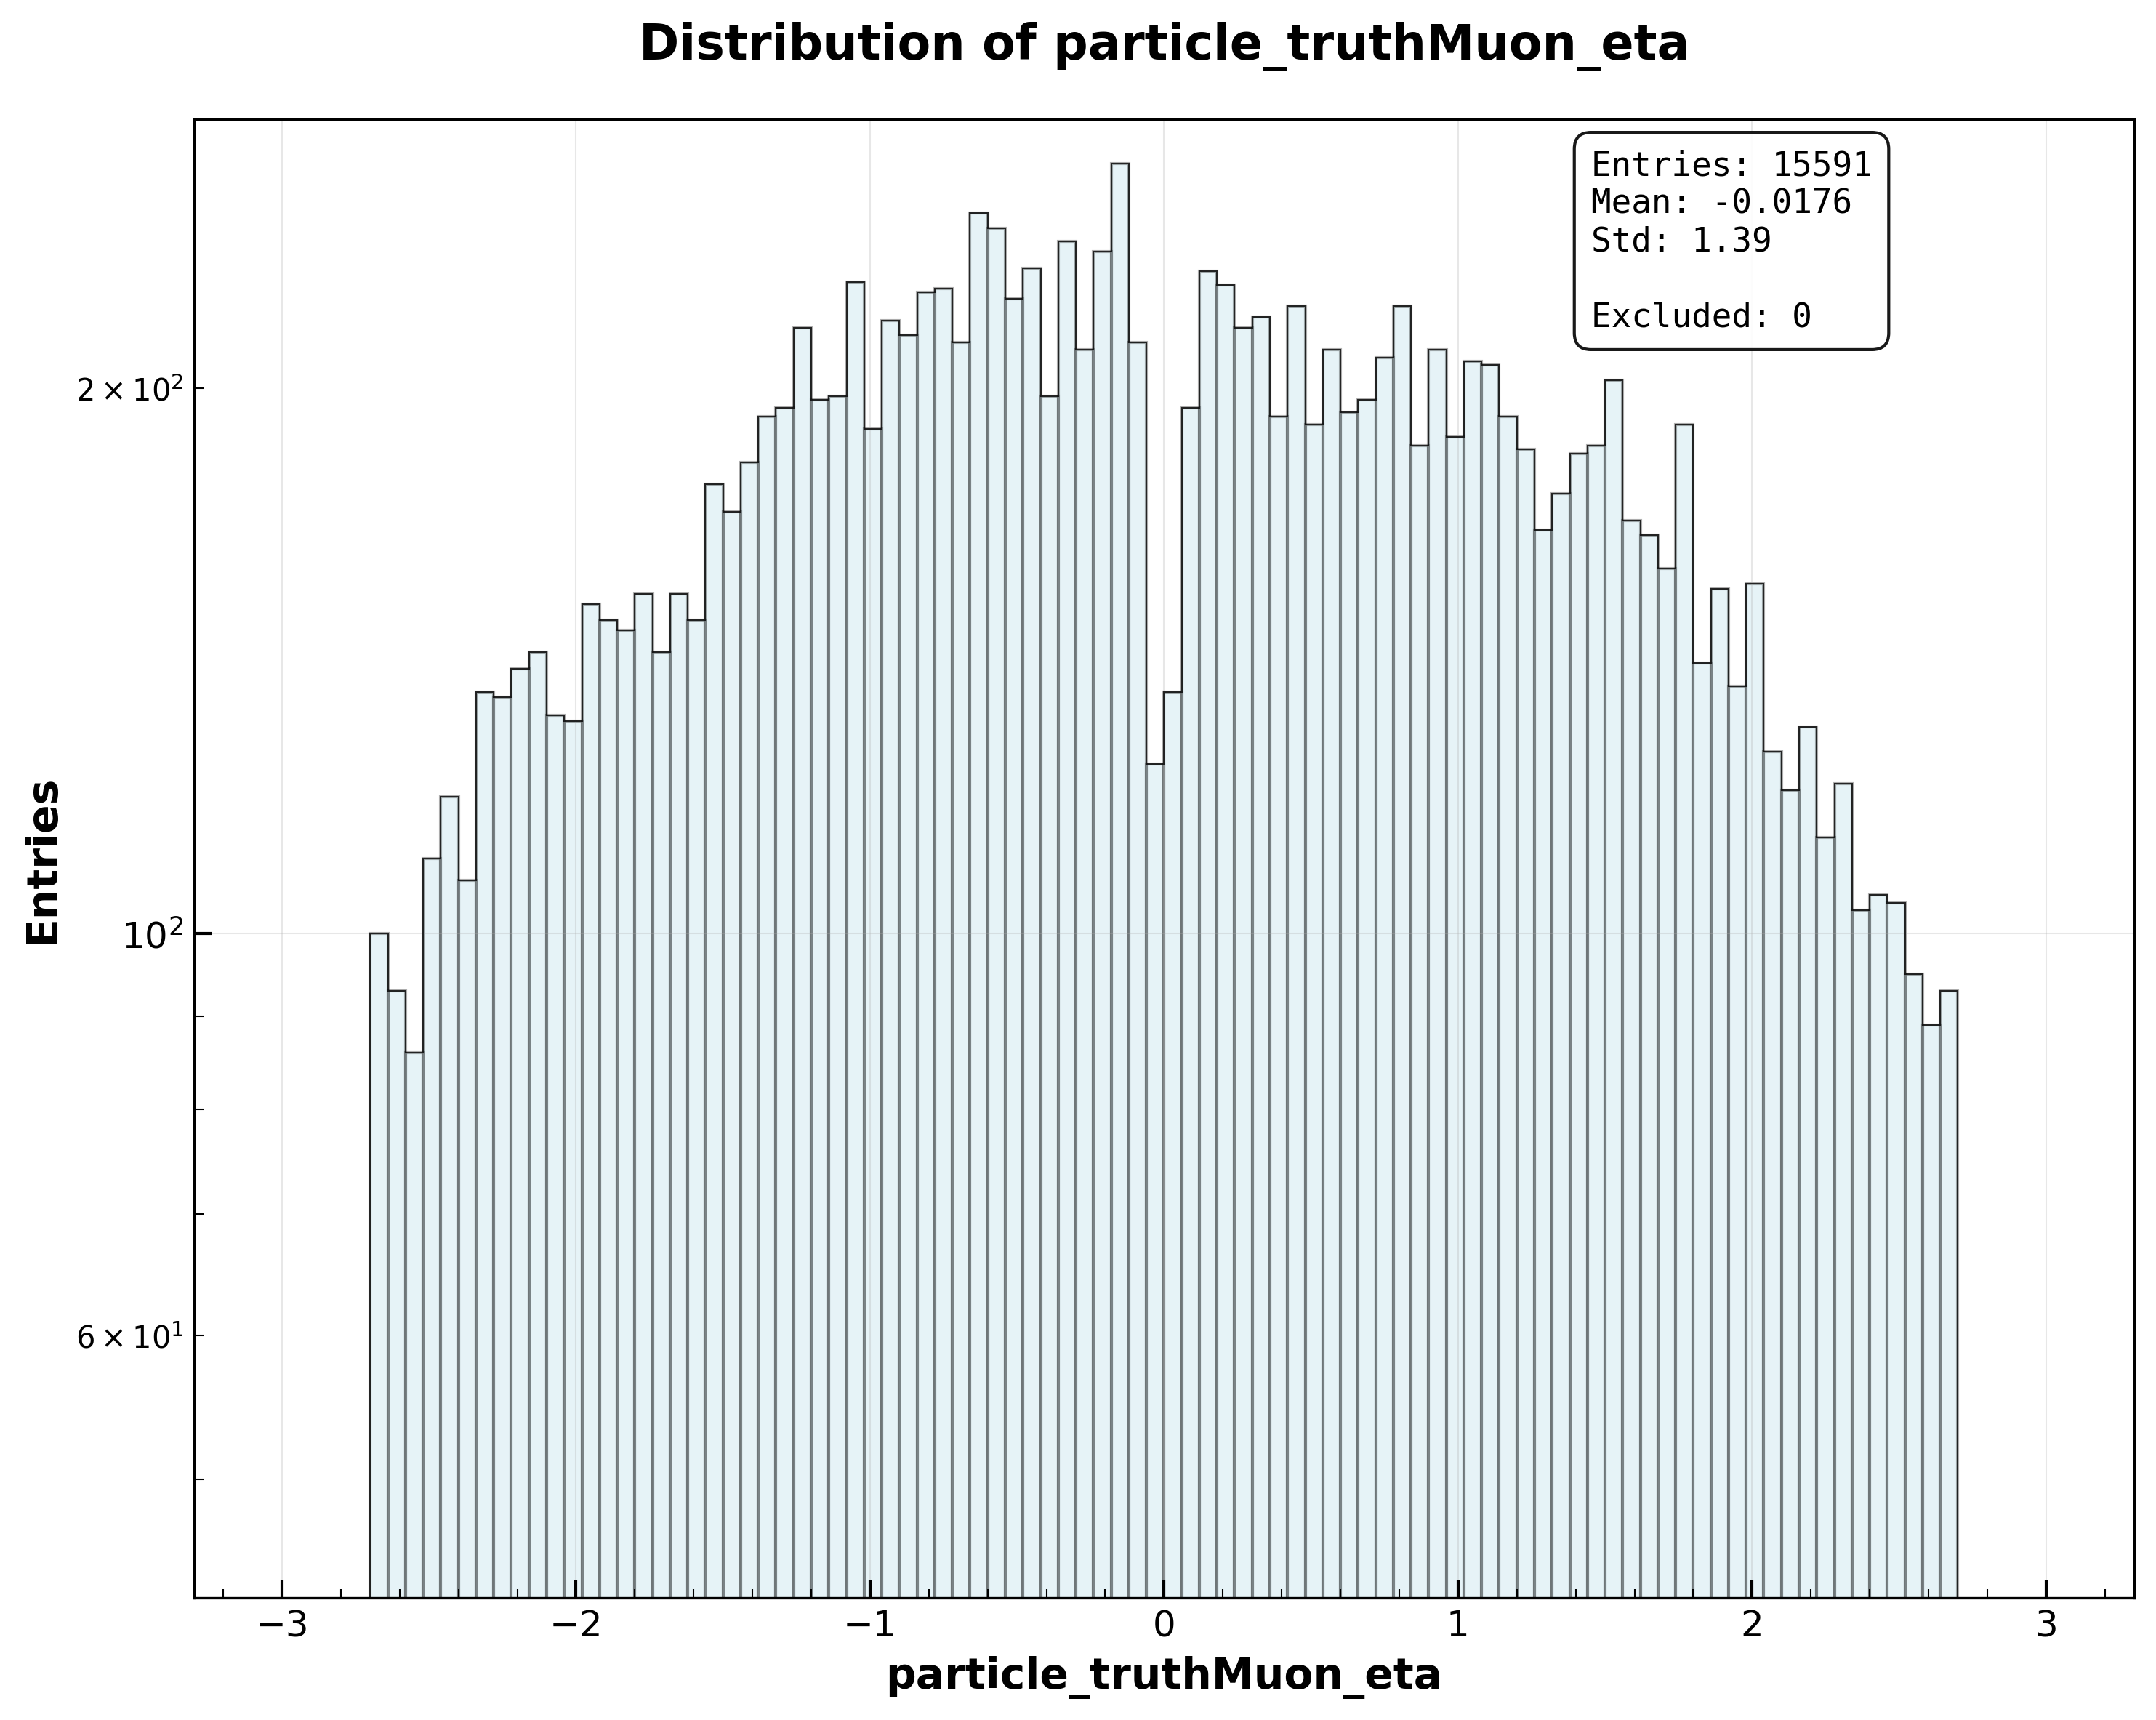 Distribution of particle_truthMuon_eta
Entries: 15591
Mean: -0.0176
Std: 1.39
Excluded: 0
2 × 10²
10²
6 × 10¹
Entries
−3 −2 −1 0 1 2 3
particle_truthMuon_eta